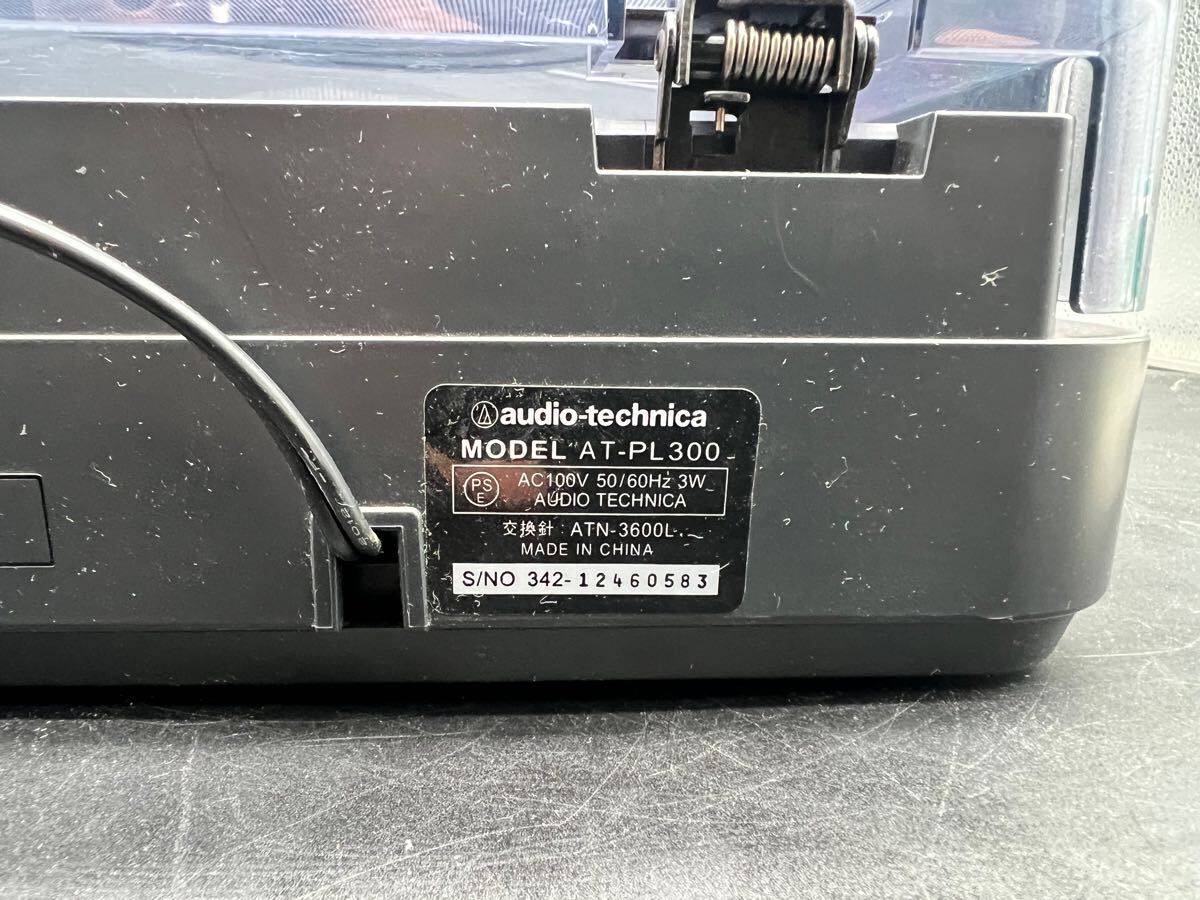 audio-technica
MODEL AT-PL300
PS
E
AC100V 50/60Hz 3W
AUDIO TECHNICA
交換針 : ATN-3600L
MADE IN CHINA
S/NO 342-12460583